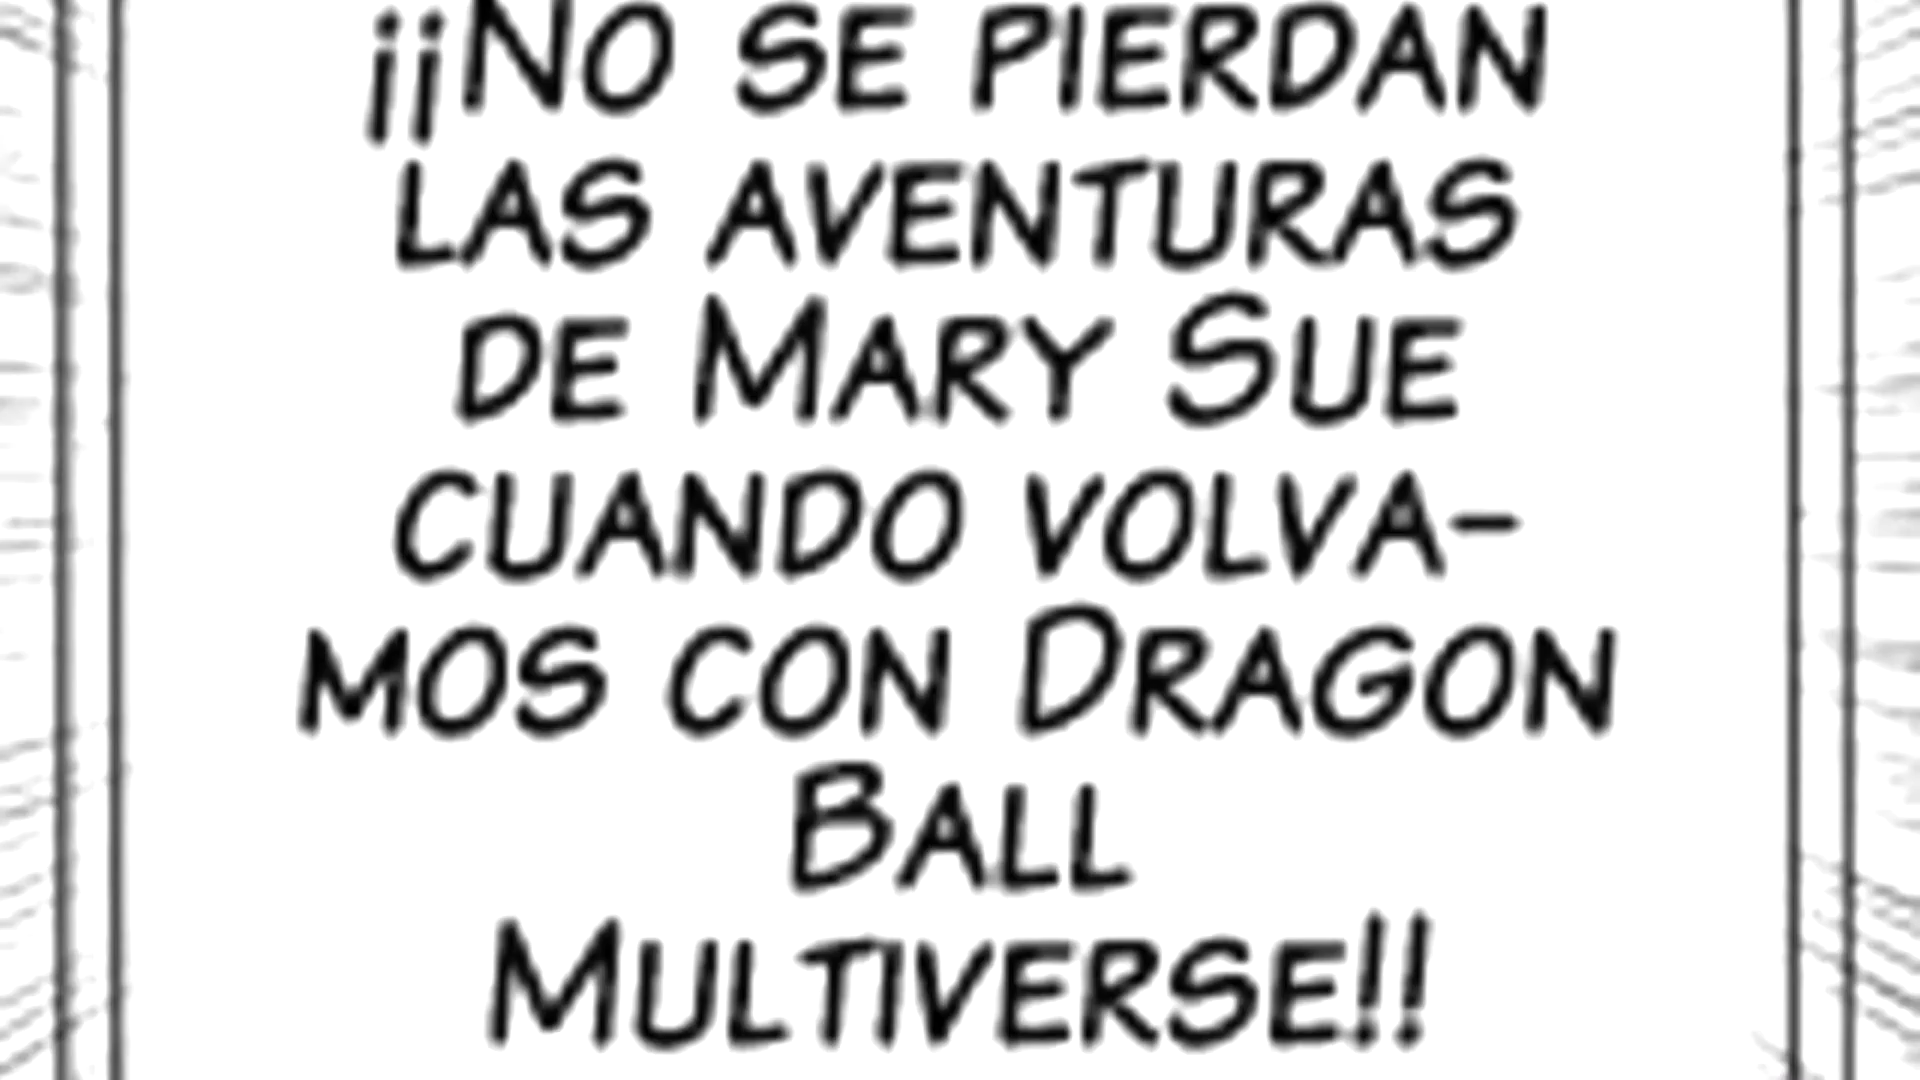 ¡¡No se pierdan
las aventuras
de Mary Sue
cuando volva-
mos con Dragon
Ball
Multiverse!!